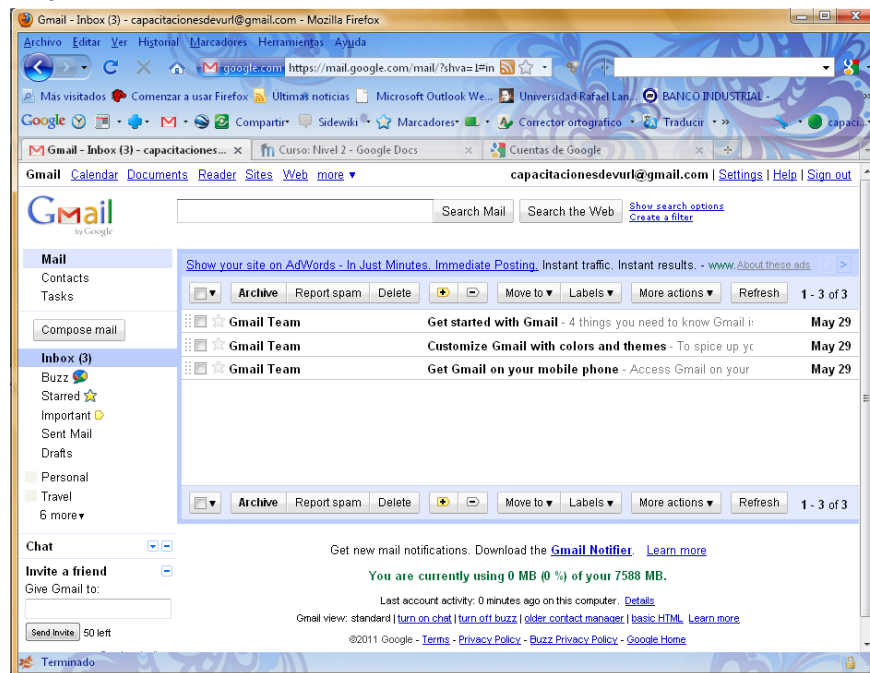 Gmail - Inbox (3) - capacitacionesdevurl@gmail.com - Mozilla Firefox
Archivo Editar Ver Historial Marcadores Herramientas Ayuda
google.com https://mail.google.com/mail/?shva=1#in
Más visitados Comenzar a usar Firefox Últimas noticias Microsoft Outlook We... Universidad Rafael Lan... BANCO INDUSTRIAL - ...
Google Compartir Sidewiki Marcadores Corrector ortográfico Traducir capaci...
Gmail - Inbox (3) - capacitaciones... Curso: Nivel 2 - Google Docs Cuentas de Google
Gmail Calendar Documents Reader Sites Web more capacitacionesdevurl@gmail.com | Settings | Help | Sign out
Gmail by Google
Search Mail Search the Web Show search options
Create a filter
Mail
Contacts
Tasks
Compose mail
Inbox (3)
Buzz
Starred
Important
Sent Mail
Drafts
Personal
Travel
6 more
Chat
Invite a friend
Give Gmail to:
Send Invite 50 left
Show your site on AdWords - In Just Minutes. Immediate Posting. Instant traffic. Instant results. - www. About these ads < >
Archive Report spam Delete Move to Labels More actions Refresh 1 - 3 of 3
Gmail Team Get started with Gmail - 4 things you need to know Gmail i
Gmail Team Customize Gmail with colors and themes - To spice up yc
Gmail Team Get Gmail on your mobile phone - Access Gmail on your
May 29
May 29
May 29
Archive Report spam Delete Move to Labels More actions Refresh 1 - 3 of 3
Get new mail notifications. Download the Gmail Notifier. Learn more
You are currently using 0 MB (0 %) of your 7588 MB.
Last account activity: 0 minutes ago on this computer. Details
Gmail view: standard | turn on chat | turn off buzz | older contact manager | basic HTML Learn more
©2011 Google - Terms - Privacy Policy - Buzz Privacy Policy - Google Home
Terminado